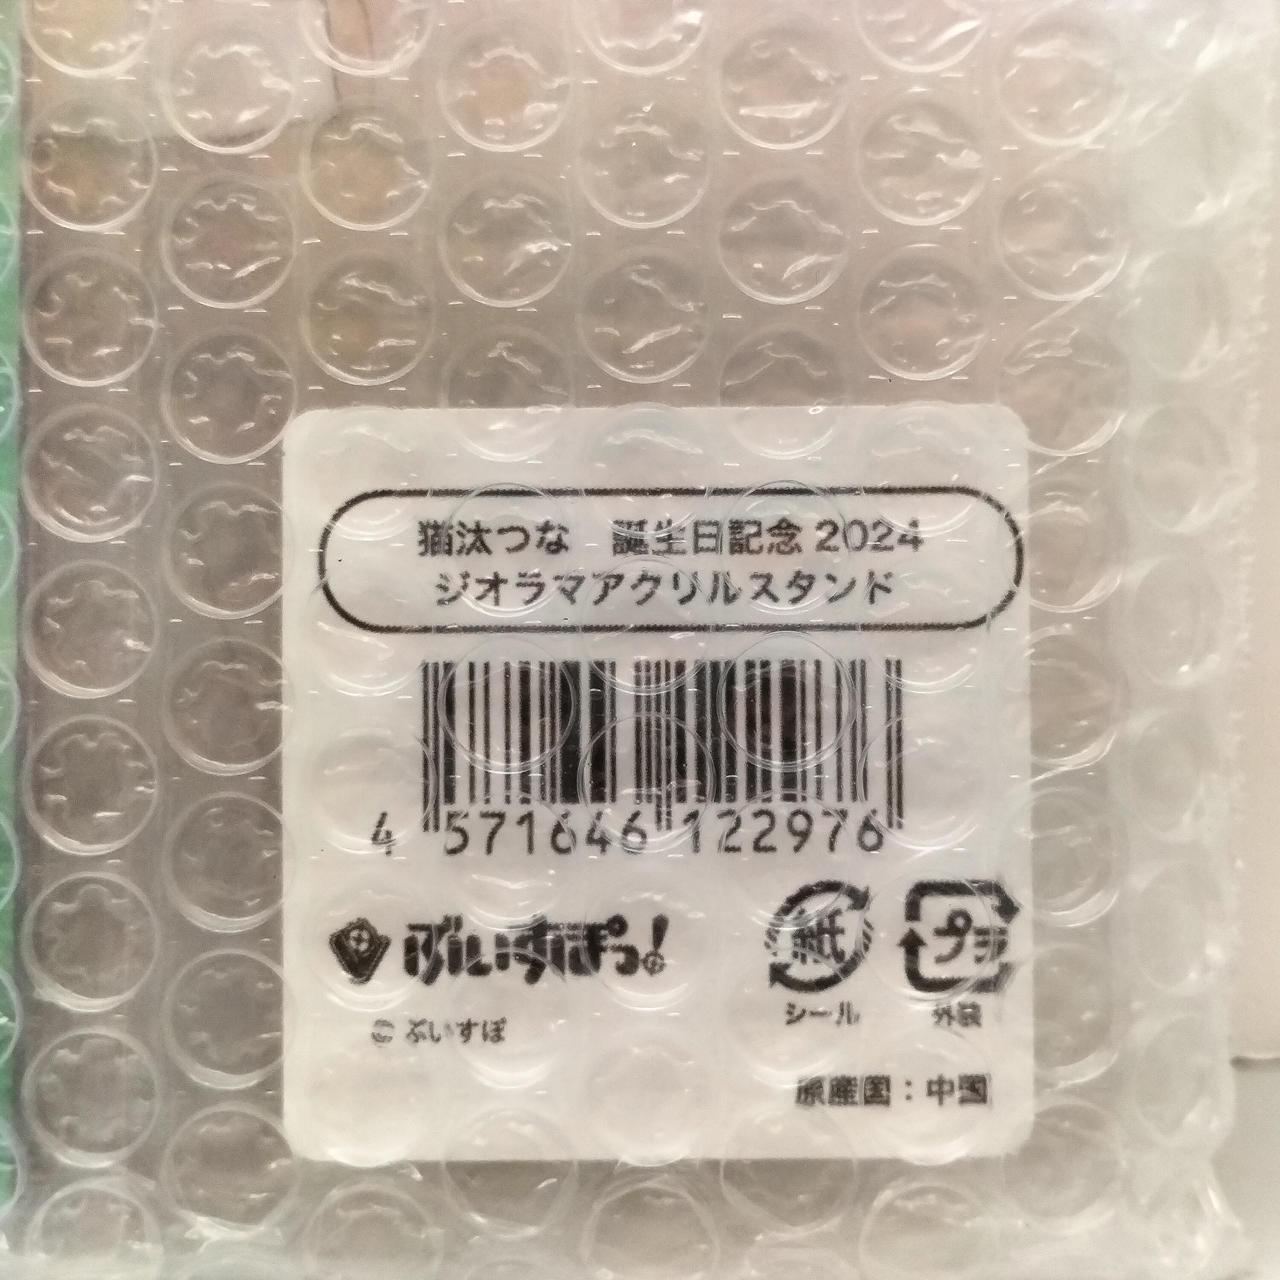 猫汰つな　誕生日記念 2024
ジオラマアクリルスタンド
4 571646 122976
ぶいすぽっ!
紙
プラ
シール
外装
© ぶいすぽ
原産国：中国